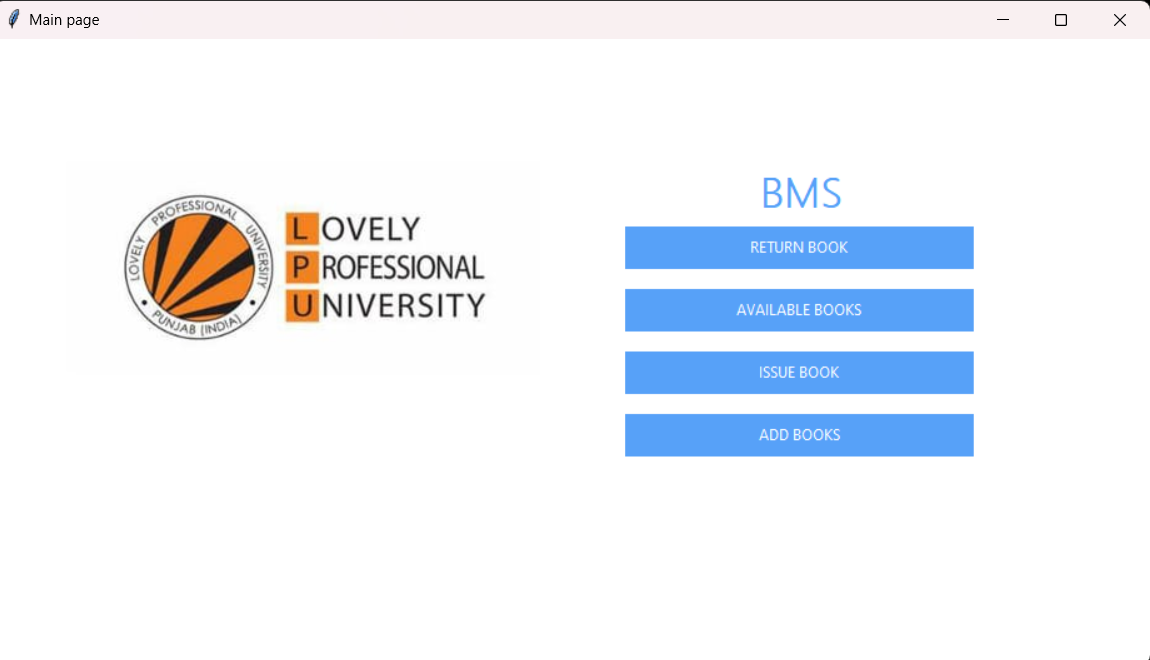 Main page
LOVELY PROFESSIONAL UNIVERSITY
PUNJAB (INDIA)
LOVELY
PROFESSIONAL
UNIVERSITY
BMS
RETURN BOOK
AVAILABLE BOOKS
ISSUE BOOK
ADD BOOKS